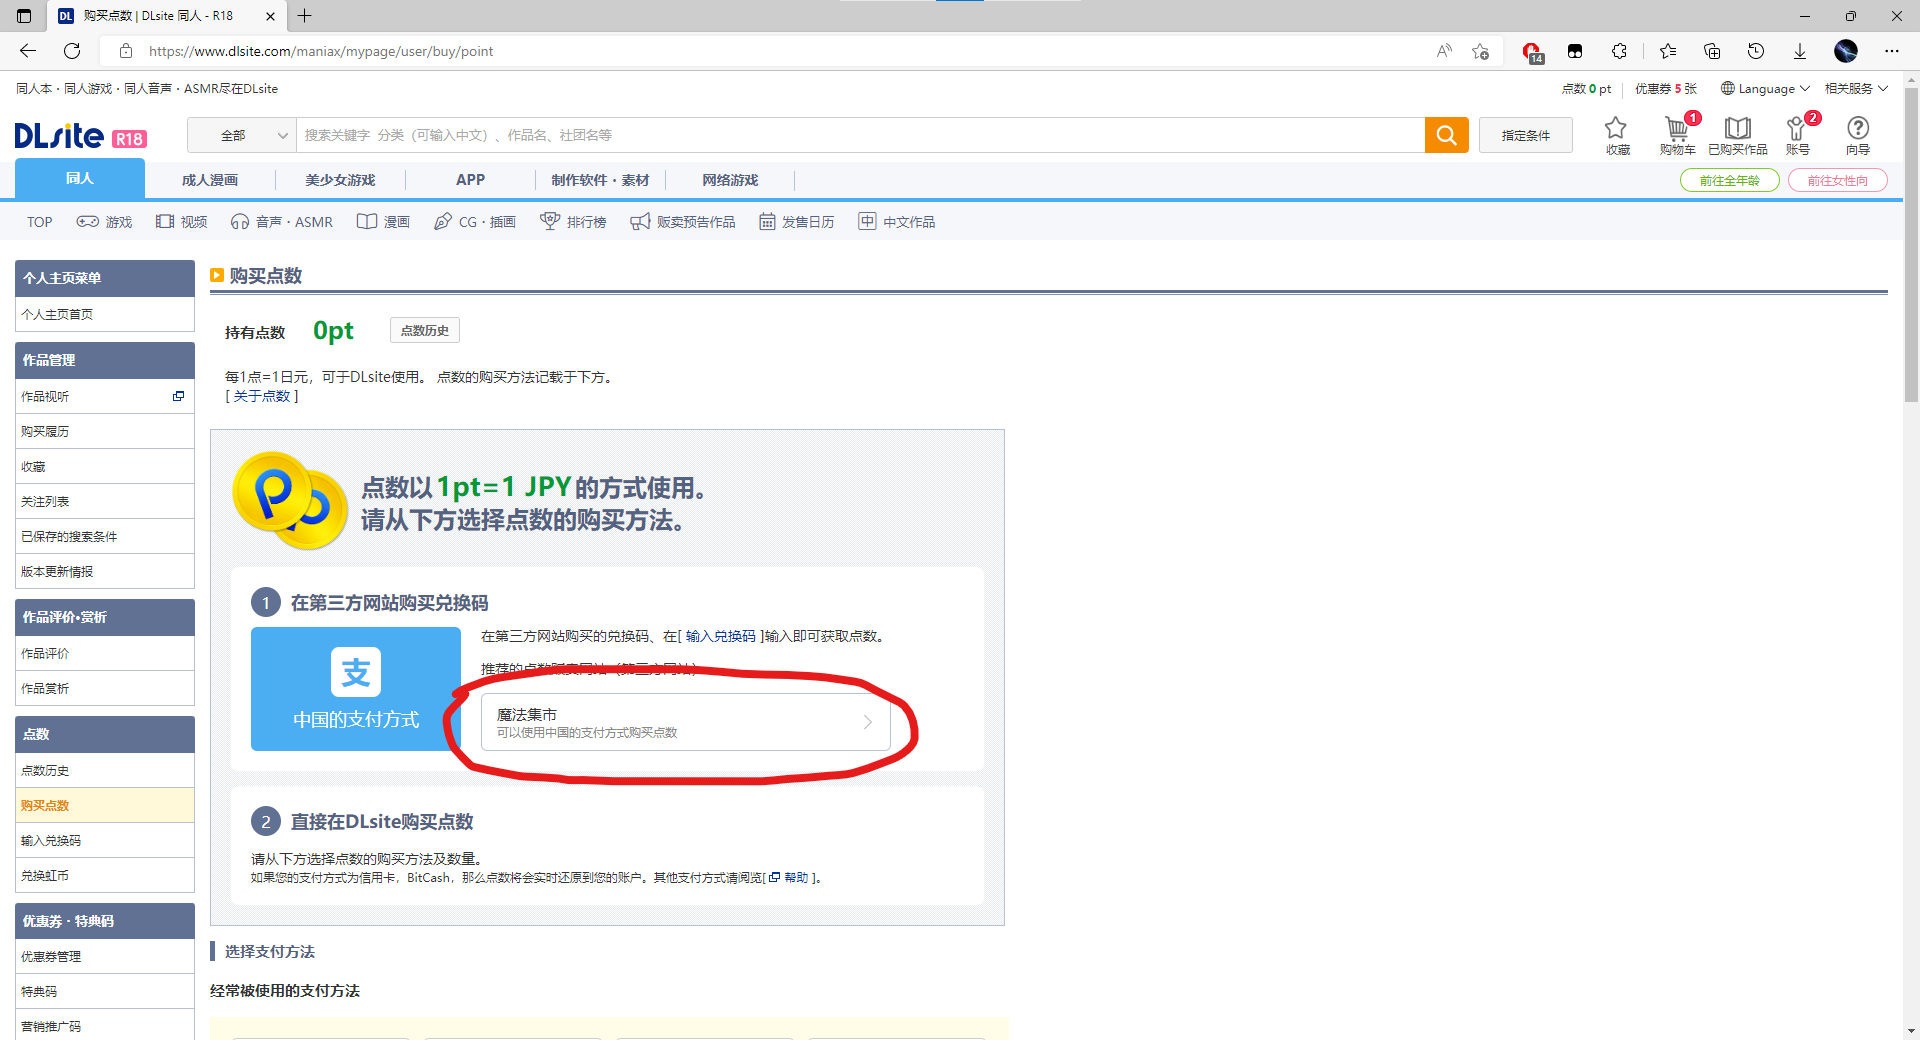 购买点数 | DLsite 同人 - R18
https://www.dlsite.com/maniax/mypage/user/buy/point
14
同人本・同人游戏・同人音声・ASMR尽在DLsite
点数 0 pt
优惠券 5 张
Language
相关服务
DLsite R18
全部
搜索关键字 分类（可输入中文）、作品名、社团名等
指定条件
收藏
1
购物车
已购买作品
2
账号
向导
同人
成人漫画
美少女游戏
APP
制作软件・素材
网络游戏
前往全年龄
前往女性向
TOP
游戏
视频
音声・ASMR
漫画
CG・插画
排行榜
贩卖预告作品
发售日历
中 中文作品
个人主页菜单
个人主页首页
作品管理
作品视听
购买履历
收藏
关注列表
已保存的搜索条件
版本更新情报
作品评价•赏析
作品评价
作品赏析
点数
点数历史
购买点数
输入兑换码
兑换虹币
优惠券・特典码
优惠券管理
特典码
营销推广码
购买点数
持有点数
0pt
点数历史
每1点=1日元，可于DLsite使用。 点数的购买方法记载于下方。
[ 关于点数 ]
点数以1pt=1 JPY的方式使用。
请从下方选择点数的购买方法。
1 在第三方网站购买兑换码
支
中国的支付方式
在第三方网站购买的兑换码、在[ 输入兑换码 ]输入即可获取点数。
推荐的点数贩卖网站（第三方网站）
魔法集市
可以使用中国的支付方式购买点数
2 直接在DLsite购买点数
请从下方选择点数的购买方法及数量。
如果您的支付方式为信用卡，BitCash，那么点数将会实时还原到您的账户。其他支付方式请阅览[ 帮助 ]。
选择支付方法
经常被使用的支付方法